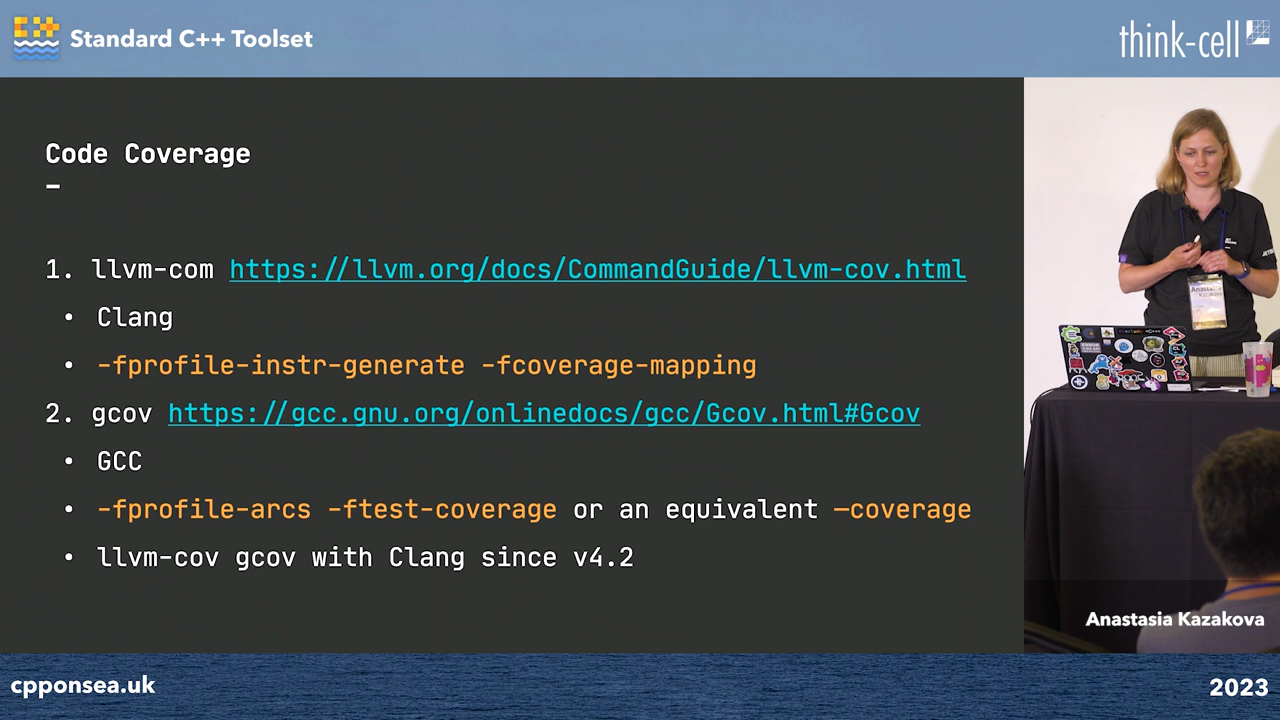 Standard C++ Toolset
think-cell
Code Coverage
–
1. llvm-com https://llvm.org/docs/CommandGuide/llvm-cov.html
• Clang
• -fprofile-instr-generate -fcoverage-mapping
2. gcov https://gcc.gnu.org/onlinedocs/gcc/Gcov.html#Gcov
• GCC
• -fprofile-arcs -ftest-coverage or an equivalent —coverage
• llvm-cov gcov with Clang since v4.2
Anastasia
Kazakova
Anastasia Kazakova
cpponsea.uk
2023